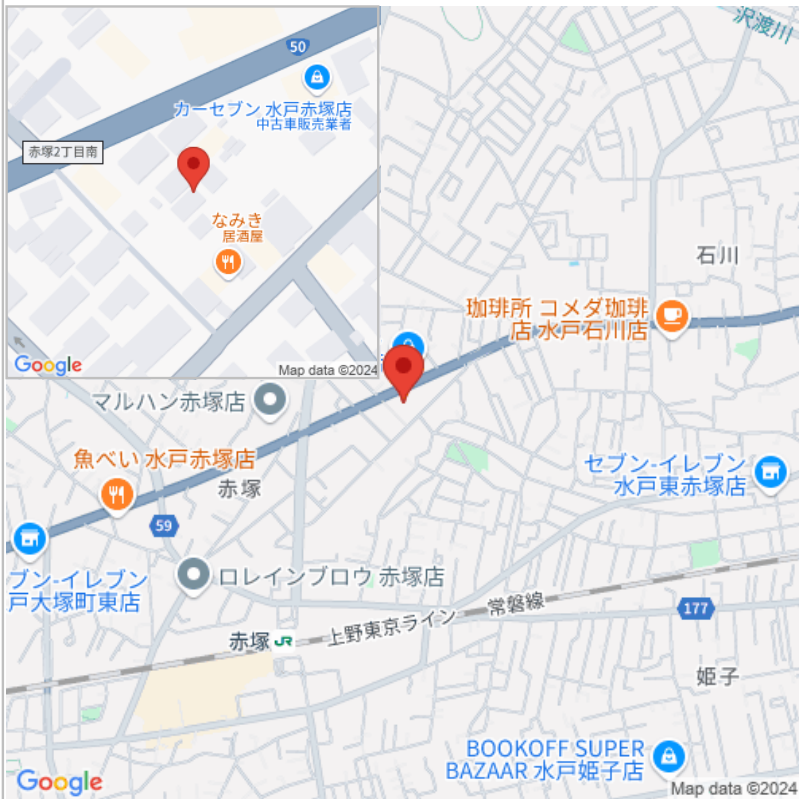 50
カーセブン 水戸赤塚店
中古車販売業者
赤塚2丁目南
なみき
居酒屋
Google
Map data ©2024
沢渡川
石川
珈琲所 コメダ珈琲
店 水戸石川店
マルハン赤塚店
魚べい 水戸赤塚店
赤塚
セブン-イレブン
水戸東赤塚店
59
ブン-イレブン
戸大塚町東店
ロレインブロウ 赤塚店
常磐線
上野東京ライン
177
赤塚 JR
姫子
BOOKOFF SUPER
BAZAAR 水戸姫子店
Google
Map data ©2024